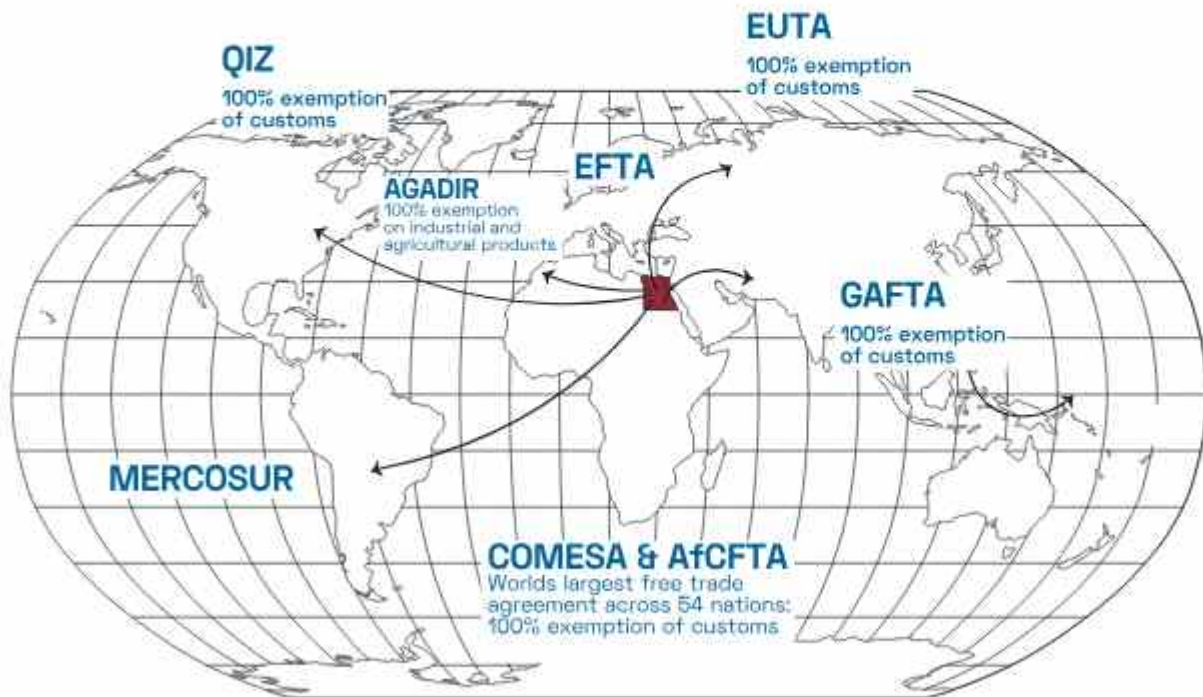 QIZ
100% exemption
of customs
EUTA
100% exemption
of customs
EFTA
AGADIR
100% exemption
on industrial and
agricultural products
GAFTA
100% exemption
of customs
MERCOSUR
COMESA & AfCFTA
Worlds largest free trade
agreement across 54 nations:
100% exemption of customs